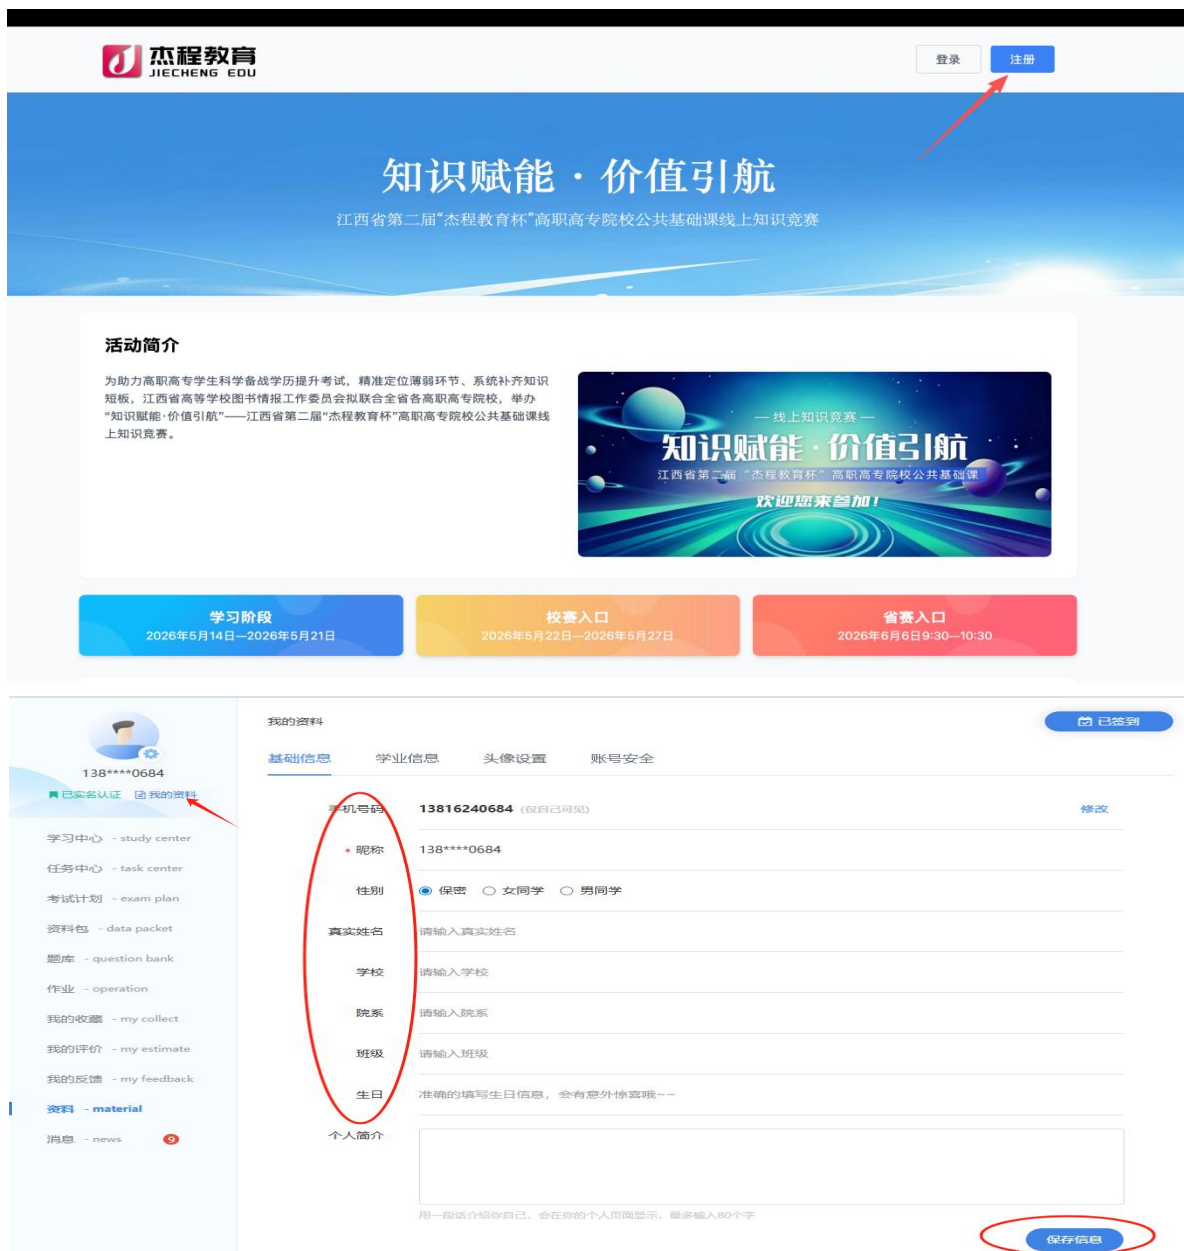 杰程教育
JIECHENG EDU
登录
注册
知识赋能·价值引航
江西省第二届“杰程教育杯”高职高专院校公共基础课线上知识竞赛
活动简介
为助力高职高专学生科学备战学历提升考试，精准定位薄弱环节、系统补齐知识
短板，江西省高等学校图书情报工作委员会拟联合全省各高职高专院校，举办
“知识赋能·价值引航”——江西省第二届“杰程教育杯”高职高专院校公共基础课线
上知识竞赛。
— 线上知识竞赛 —
知识赋能·价值引航
江西省第二届“杰程教育杯”高职高专院校公共基础课
欢迎您来参加！
学习阶段
2026年5月14日—2026年5月21日
校赛入口
2026年5月22日—2026年5月27日
省赛入口
2026年6月6日9:30—10:30
138****0684
已实名认证 我的资料
学习中心 - study center
任务中心 - task center
考试计划 - exam plan
资料包 - data packet
题库 - question bank
作业 - operation
我的收藏 - my collect
我的评价 - my estimate
我的反馈 - my feedback
资料 - material
消息 - news 9
我的资料
已签到
基础信息 学业信息 头像设置 账号安全
手机号码 13816240684 (仅自己可见) 修改
* 昵称 138****0684
性别 保密 女同学 男同学
真实姓名 请输入真实姓名
学校 请输入学校
院系 请输入院系
班级 请输入班级
生日 准确的填写生日信息，会有意外惊喜哦~~
个人简介
用一段话介绍你自己，会在你的个人页面显示，最多输入80个字
保存信息